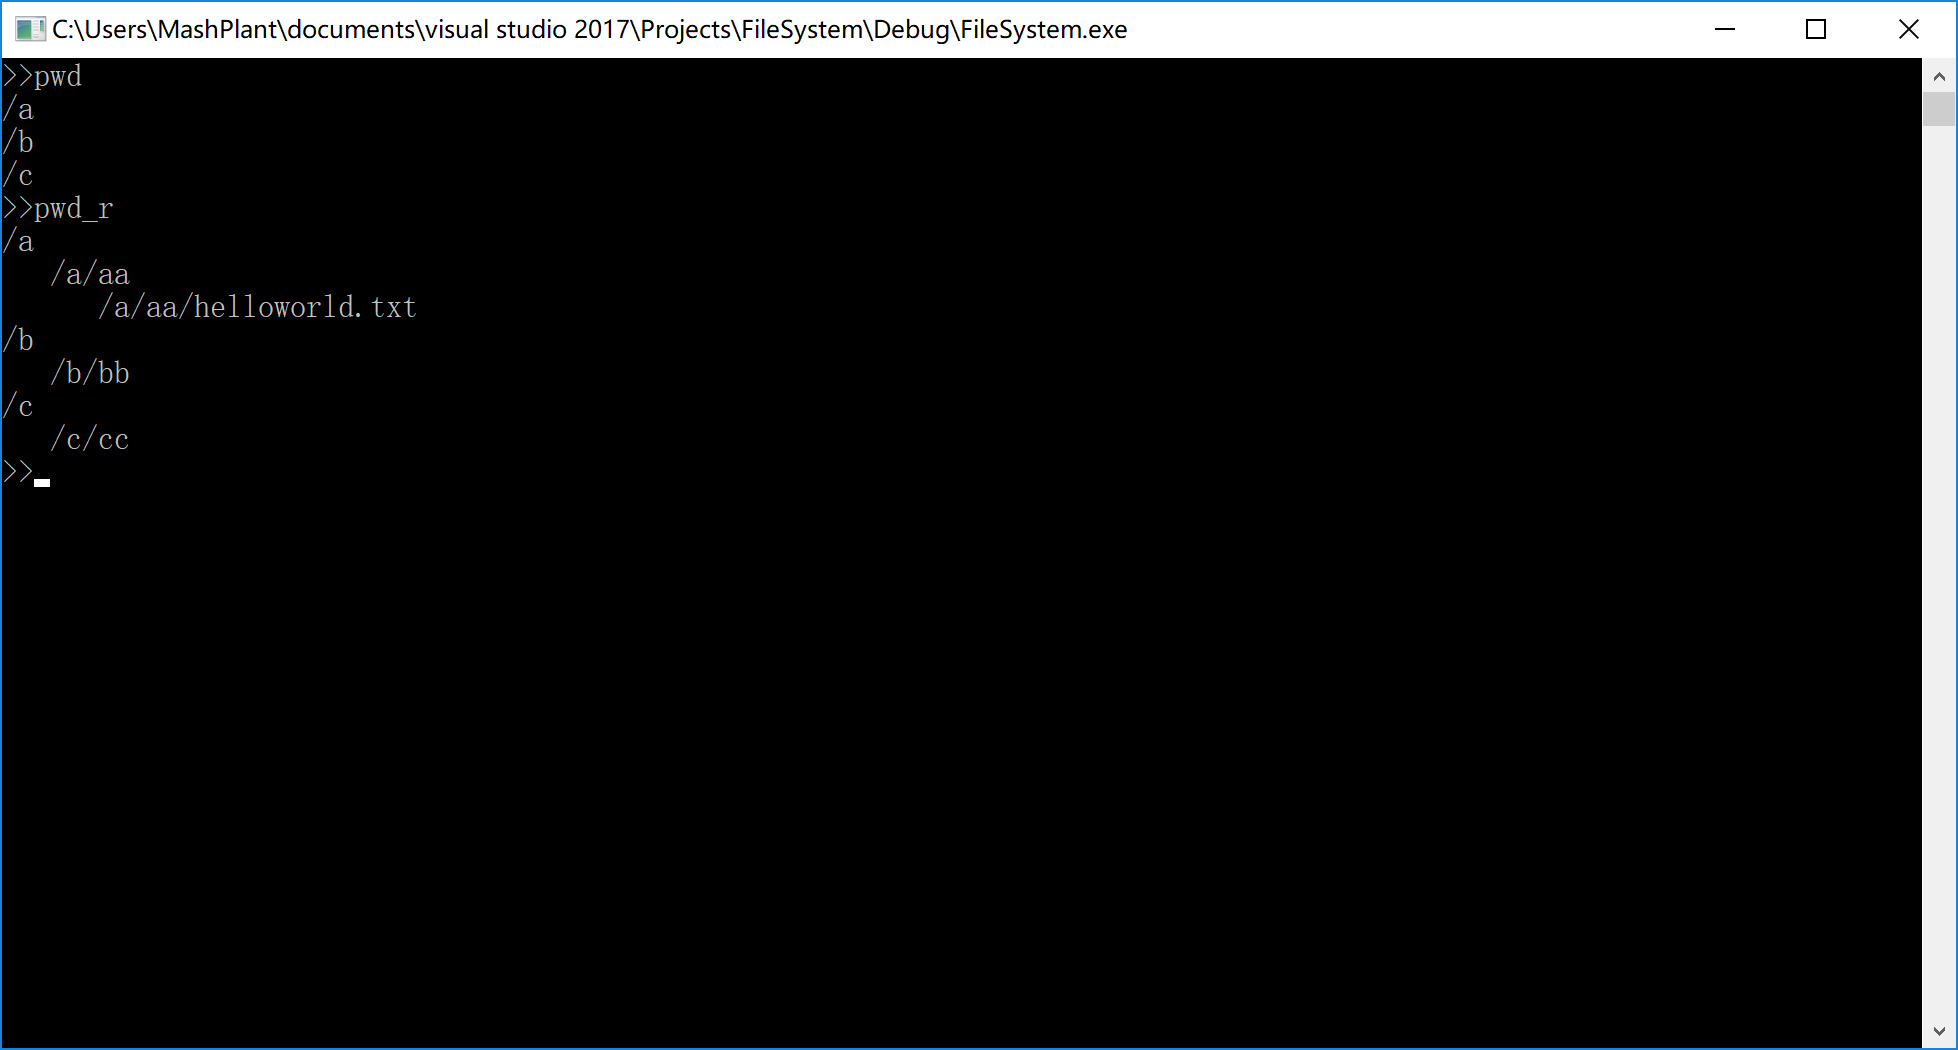 C:\Users\MashPlant\documents\visual studio 2017\Projects\FileSystem\Debug\FileSystem.exe
>>pwd
/a
/b
/c
>>pwd_r
/a
   /a/aa
      /a/aa/helloworld.txt
/b
   /b/bb
/c
   /c/cc
>>